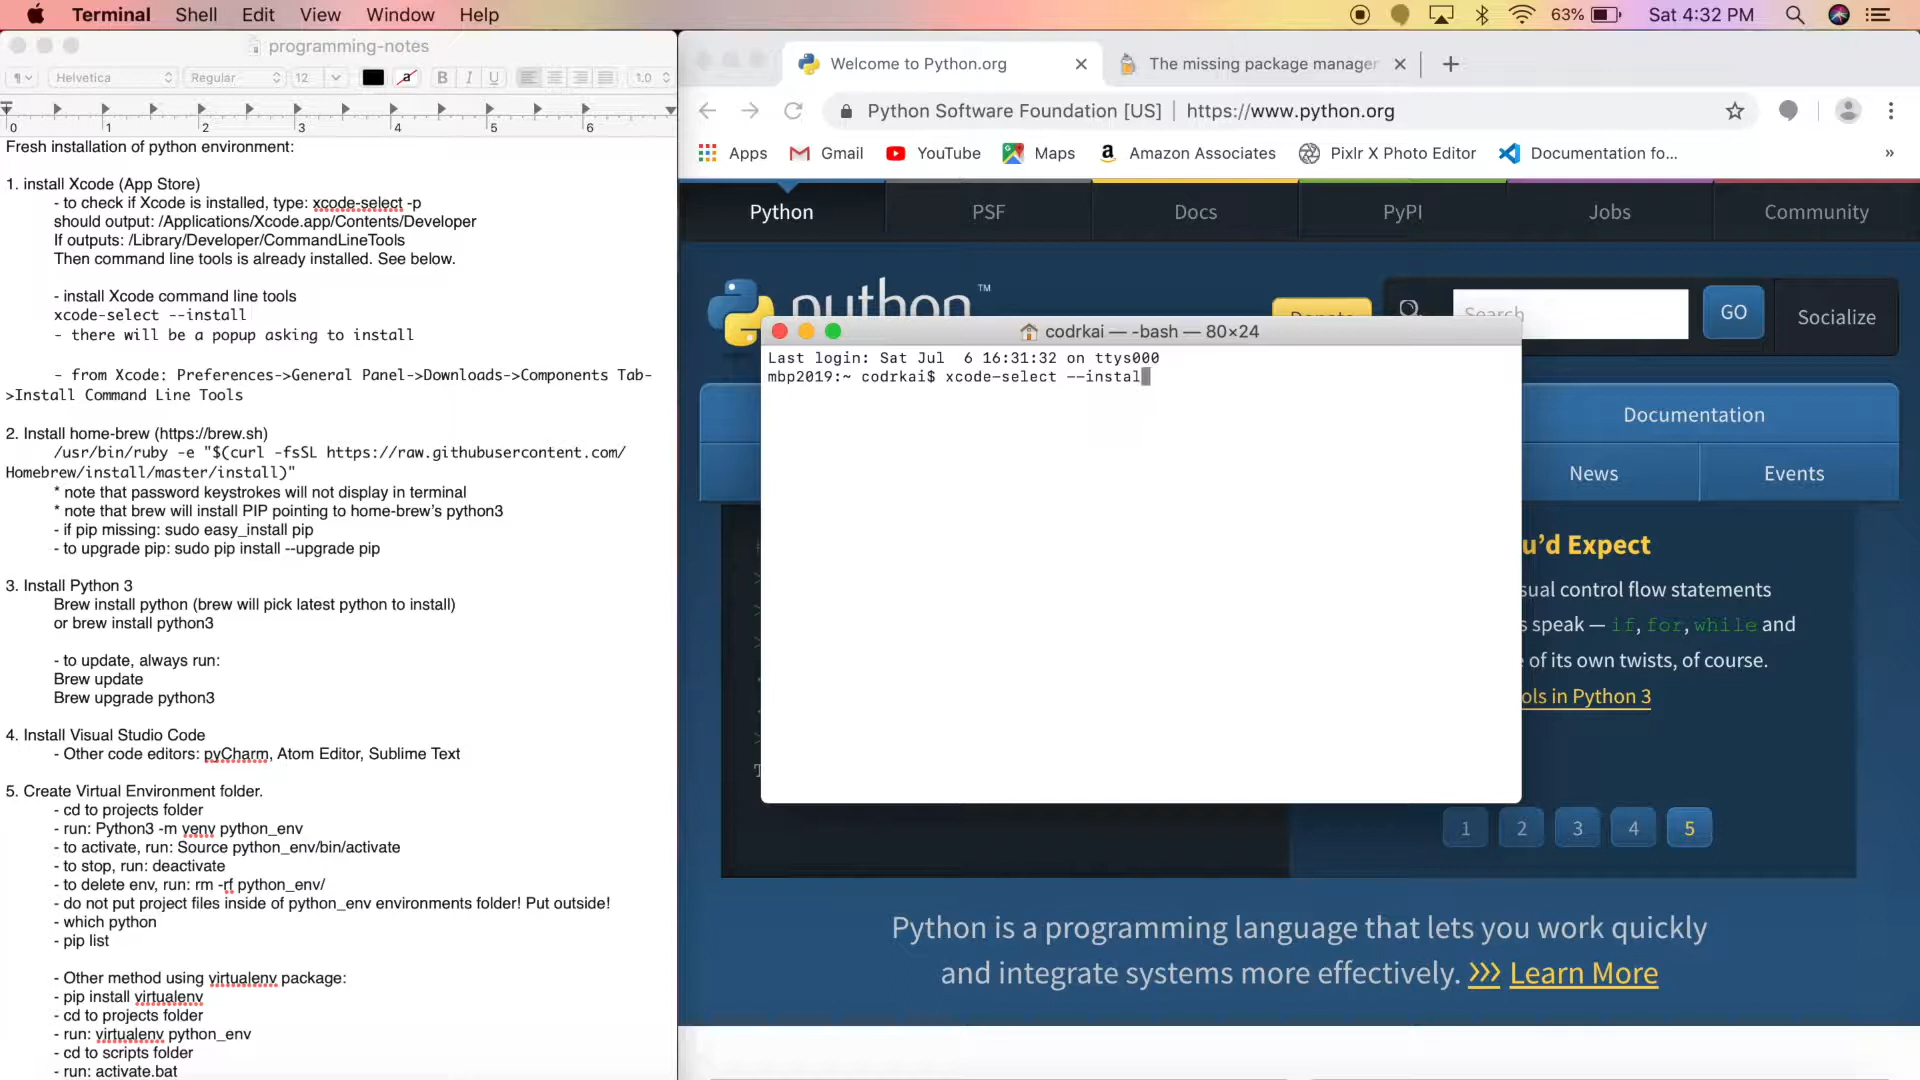 Terminal Shell Edit View Window Help 63% Sat 4:32 PM
programming-notes
¶ Helvetica Regular 12 a B I U 1.0
0 1 2 3 4 5 6
Fresh installation of python environment:
1. install Xcode (App Store)
- to check if Xcode is installed, type: xcode-select -p
should output: /Applications/Xcode.app/Contents/Developer
If outputs: /Library/Developer/CommandLineTools
Then command line tools is already installed. See below.
- install Xcode command line tools
xcode-select --install
- there will be a popup asking to install
- from Xcode: Preferences->General Panel->Downloads->Components Tab-
>Install Command Line Tools
2. Install home-brew (https://brew.sh)
/usr/bin/ruby -e "$(curl -fsSL https://raw.githubusercontent.com/
Homebrew/install/master/install)"
* note that password keystrokes will not display in terminal
* note that brew will install PIP pointing to home-brew’s python3
- if pip missing: sudo easy_install pip
- to upgrade pip: sudo pip install --upgrade pip
3. Install Python 3
Brew install python (brew will pick latest python to install)
or brew install python3
- to update, always run:
Brew update
Brew upgrade python3
4. Install Visual Studio Code
- Other code editors: pyCharm, Atom Editor, Sublime Text
5. Create Virtual Environment folder.
- cd to projects folder
- run: Python3 -m venv python_env
- to activate, run: Source python_env/bin/activate
- to stop, run: deactivate
- to delete env, run: rm -rf python_env/
- do not put project files inside of python_env environments folder! Put outside!
- which python
- pip list
- Other method using virtualenv package:
- pip install virtualenv
- cd to projects folder
- run: virtualenv python_env
- cd to scripts folder
- run: activate.bat
Welcome to Python.org The missing package manager
Python Software Foundation [US] https://www.python.org
Apps Gmail YouTube Maps Amazon Associates Pixlr X Photo Editor Documentation fo... »
Python PSF Docs PyPI Jobs Community
python ™ Donate Search GO Socialize
codrkai — -bash — 80×24
Last login: Sat Jul 6 16:31:32 on ttys000
mbp2019:~ codrkai$ xcode-select --instal
Documentation
News Events
u’d Expect
sual control flow statements
s speak — if, for, while and
of its own twists, of course.
ols in Python 3
1 2 3 4 5
Python is a programming language that lets you work quickly
and integrate systems more effectively. >>> Learn More